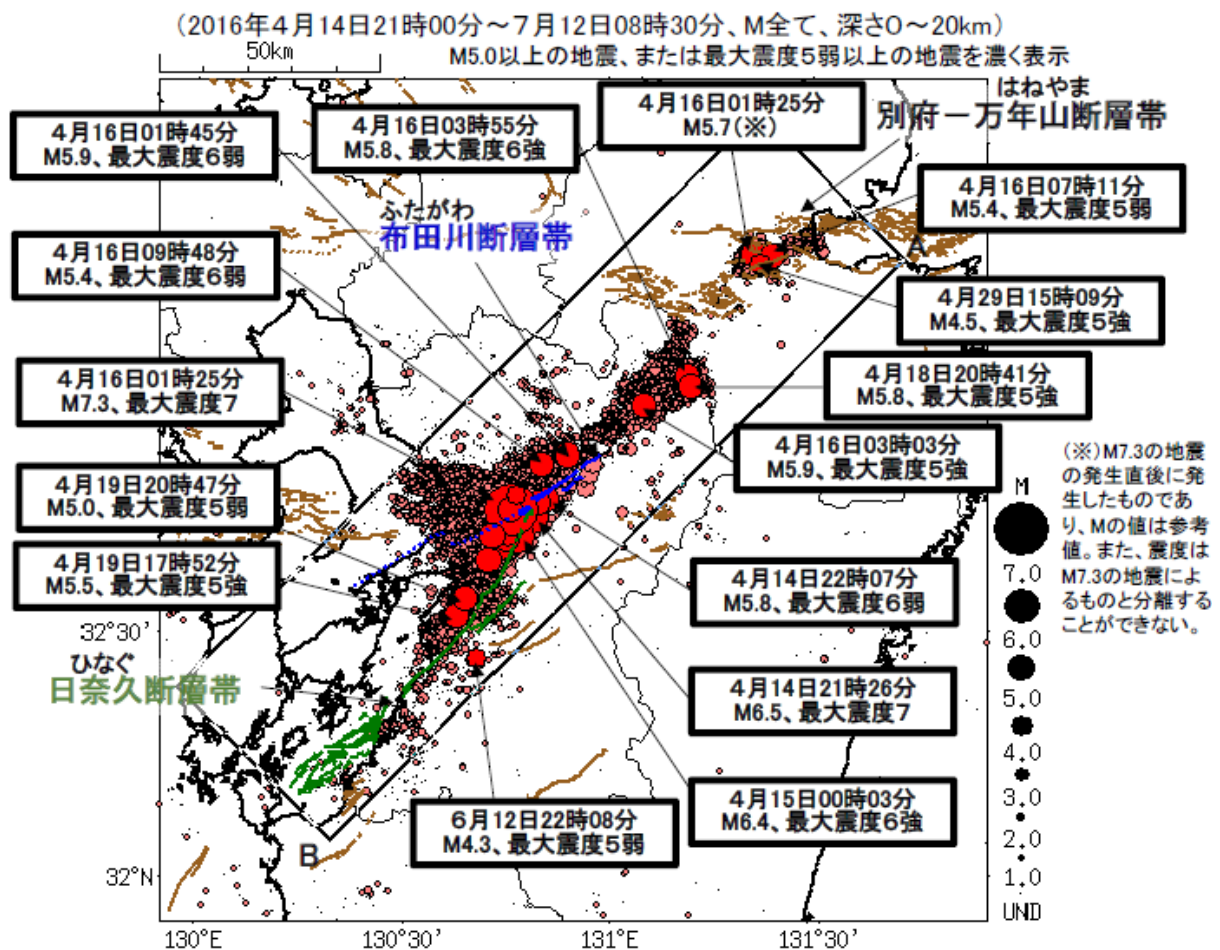 （2016年４月14日21時00分～７月12日08時30分、M全て、深さ0～20km）
50km
M5.0以上の地震、または最大震度５弱以上の地震を濃く表示
４月16日01時45分
M5.9、最大震度６弱
４月16日03時55分
M5.8、最大震度６強
４月16日01時25分
M5.7(※)
はねやま
別府－万年山断層帯
４月16日07時11分
M5.4、最大震度５弱
ふたがわ
布田川断層帯
A
４月16日09時48分
M5.4、最大震度６弱
４月29日15時09分
M4.5、最大震度５強
４月16日01時25分
M7.3、最大震度７
４月18日20時41分
M5.8、最大震度５強
４月16日03時03分
M5.9、最大震度５強
４月19日20時47分
M5.0、最大震度５弱
４月19日17時52分
M5.5、最大震度５強
４月14日22時07分
M5.8、最大震度６弱
(※)M7.3の地震
の発生直後に発
生したものであ
り、Mの値は参考
値。また、震度は
M7.3の地震によ
るものと分離する
ことができない。
M
7.0
6.0
5.0
4.0
3.0
2.0
1.0
UND
32°30'
ひなぐ
日奈久断層帯
４月14日21時26分
M6.5、最大震度７
４月15日00時03分
M6.4、最大震度６強
６月12日22時08分
M4.3、最大震度５弱
B
32°N
130°E
130°30'
131°E
131°30'